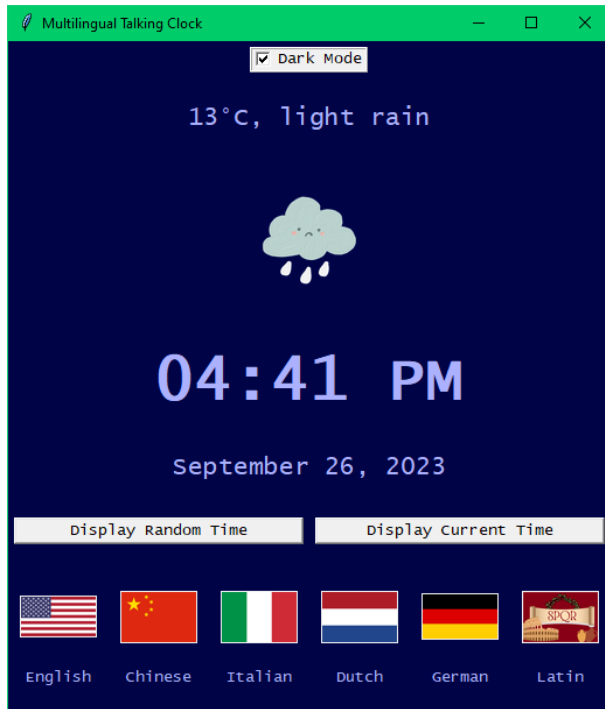 Multilingual Talking Clock
Dark Mode
13°C, light rain
04:41 PM
September 26, 2023
Display Random Time Display Current Time
SPQR
English Chinese Italian Dutch German Latin